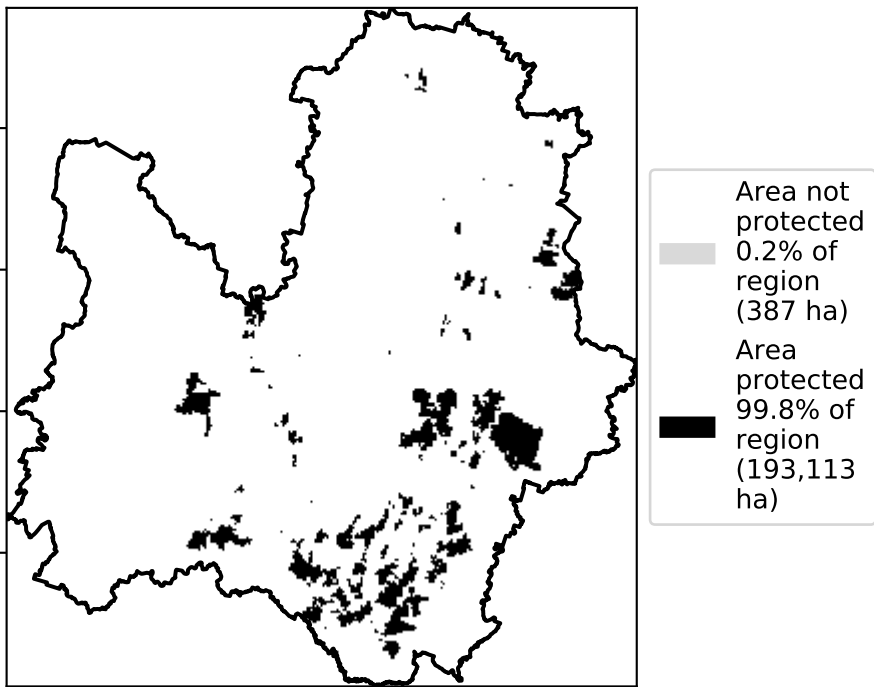 Area not
protected
0.2% of
region
(387 ha)
Area
protected
99.8% of
region
(193,113
ha)